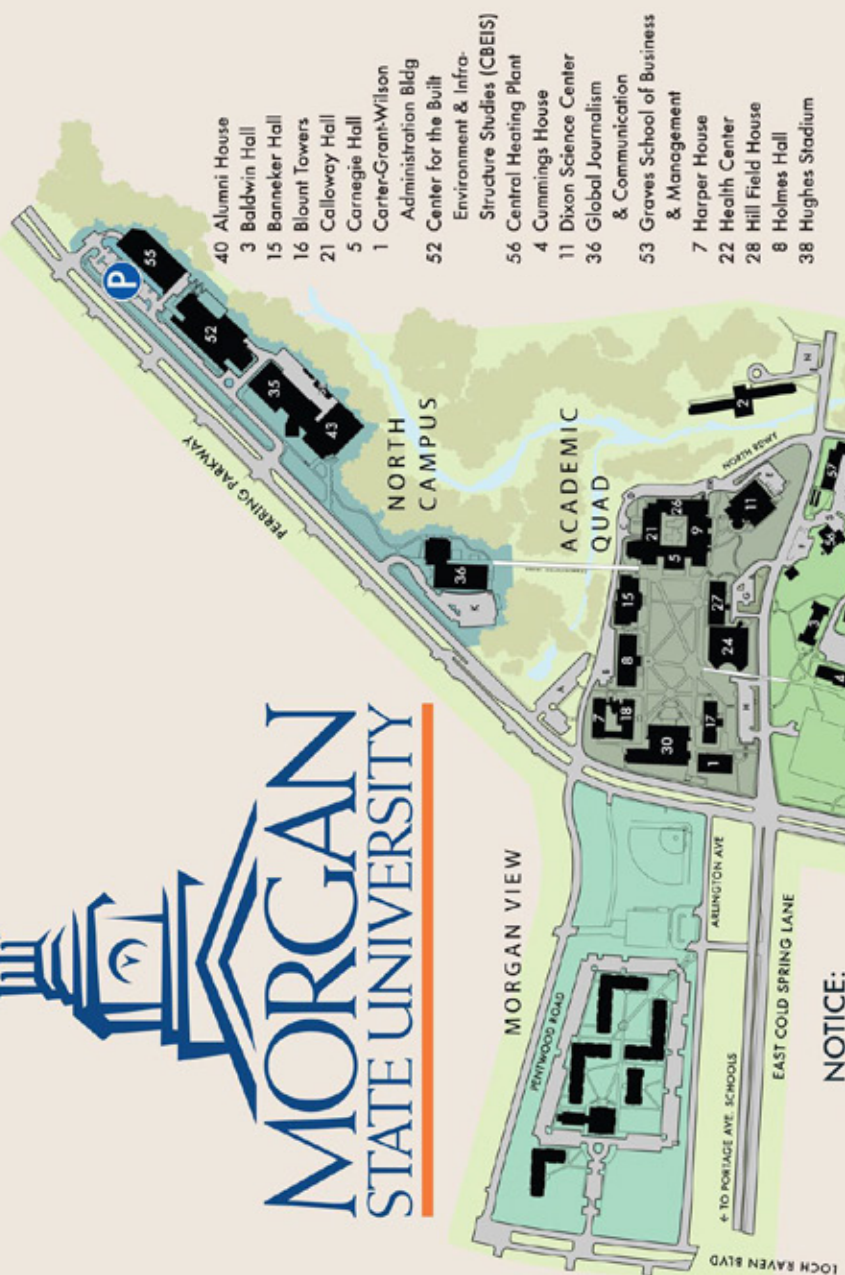 MORGAN
STATE UNIVERSITY
40 Alumni House
3 Baldwin Hall
15 Banneker Hall
16 Blount Towers
21 Calloway Hall
5 Carnegie Hall
1 Carter-Grant-Wilson
Administration Bldg
52 Center for the Built
Environment & Infra-
Structure Studies (CBEIS)
56 Central Heating Plant
4 Cummings House
11 Dixon Science Center
36 Global Journalism
& Communication
53 Graves School of Business
& Management
7 Harper House
22 Health Center
28 Hill Field House
8 Holmes Hall
38 Hughes Stadium
P
55
52
35
43
PERRING PARKWAY
NORTH
CAMPUS
36
K
ACADEMIC
QUAD
2
N
21
26
5
9
11
15
8
7
18
27
24
G
H
30
17
1
A
57
56
3
4
MORGAN VIEW
PENTWOOD ROAD
ARLINGTON AVE
EAST COLD SPRING LANE
← TO PORTAGE AVE. SCHOOLS
LOCH RAVEN BLVD
NOTICE: